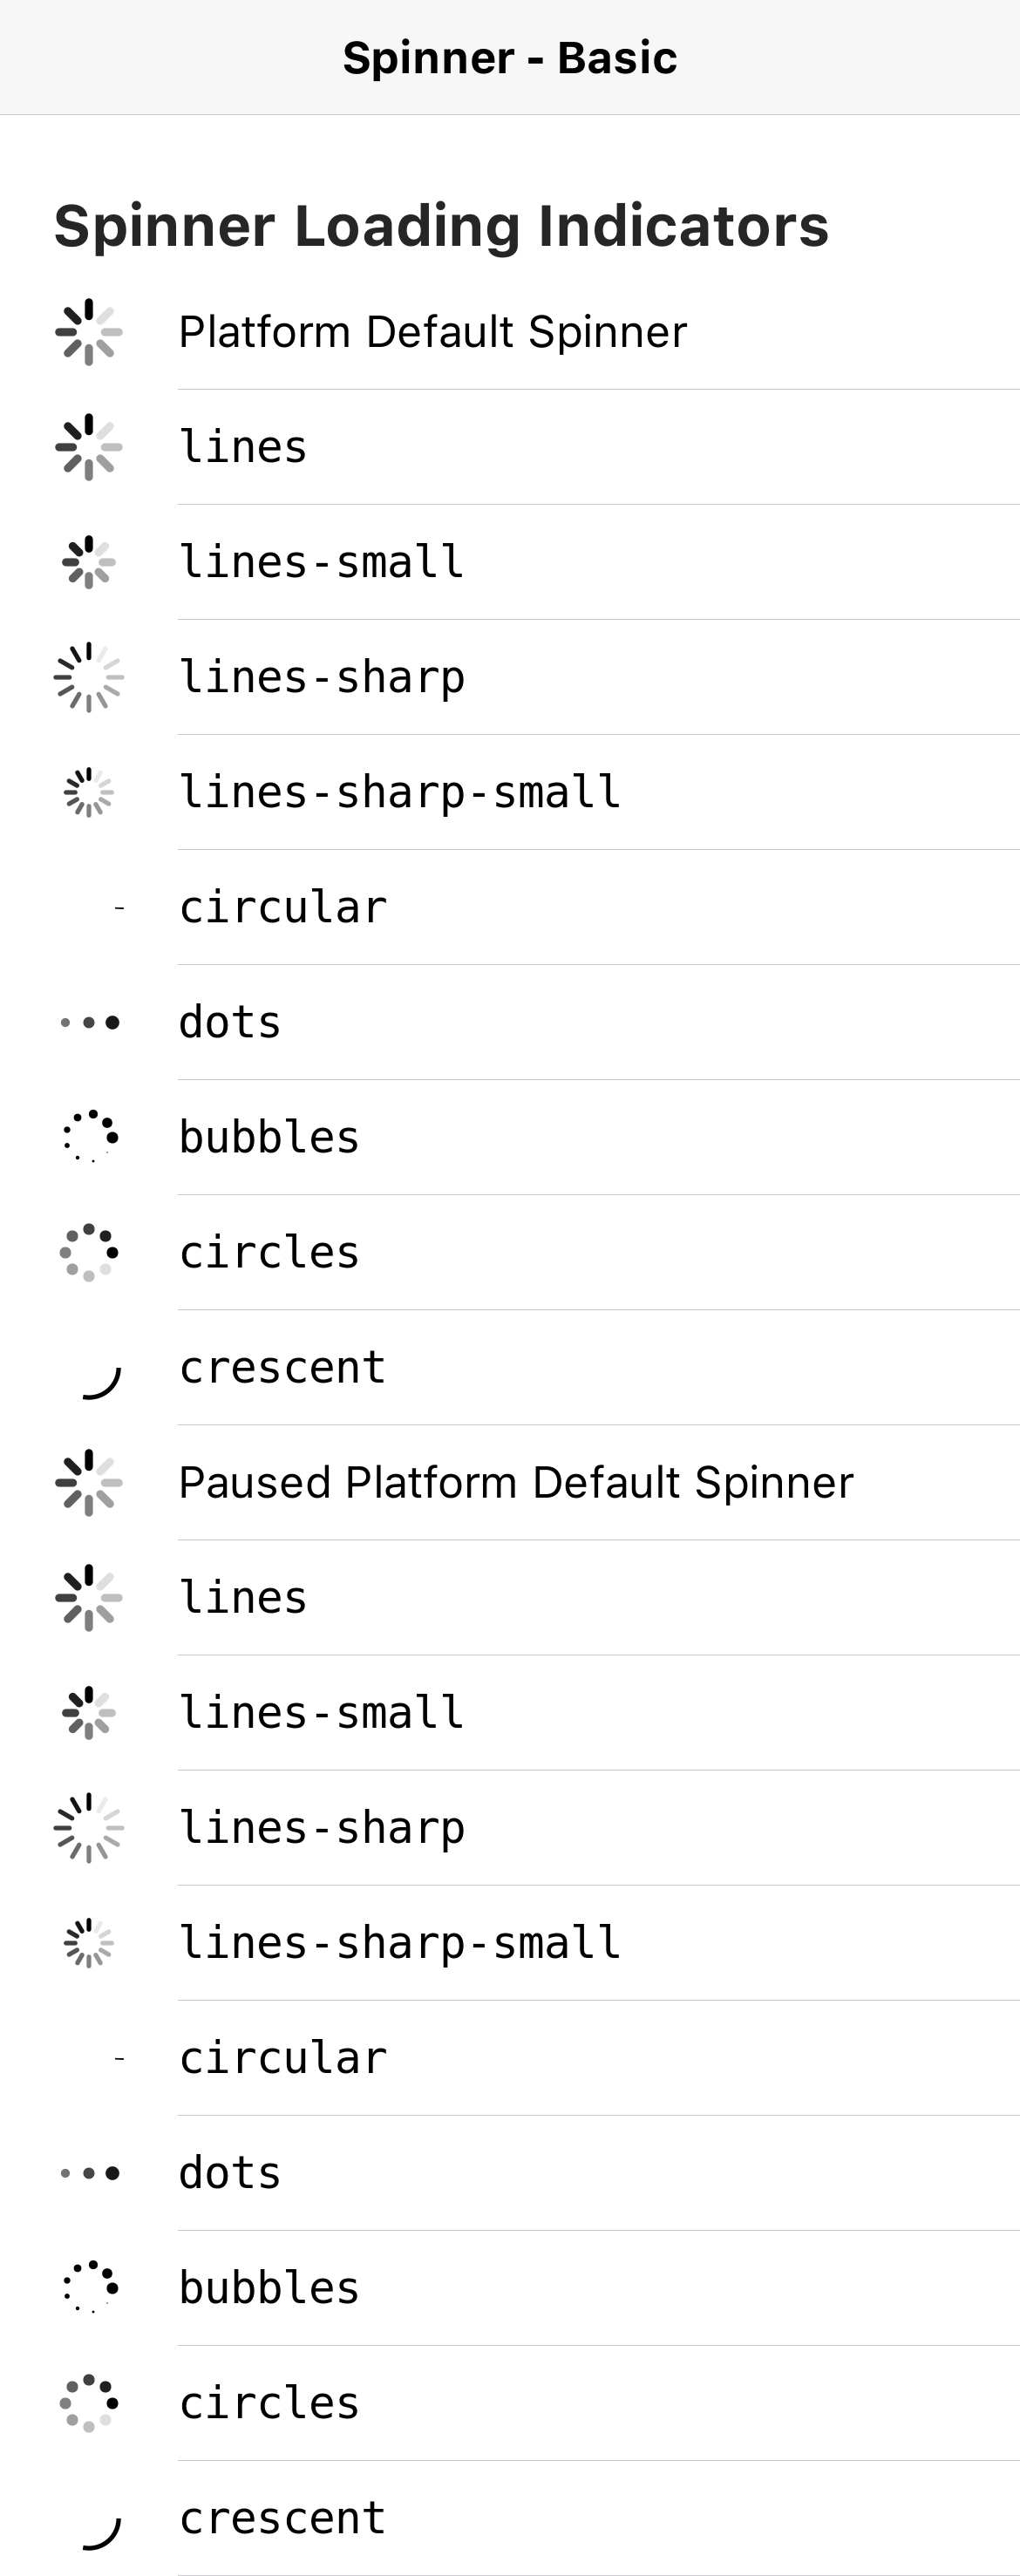 Spinner - Basic
Spinner Loading Indicators
Platform Default Spinner
lines
lines-small
lines-sharp
lines-sharp-small
circular
dots
bubbles
circles
crescent
Paused Platform Default Spinner
lines
lines-small
lines-sharp
lines-sharp-small
circular
dots
bubbles
circles
crescent